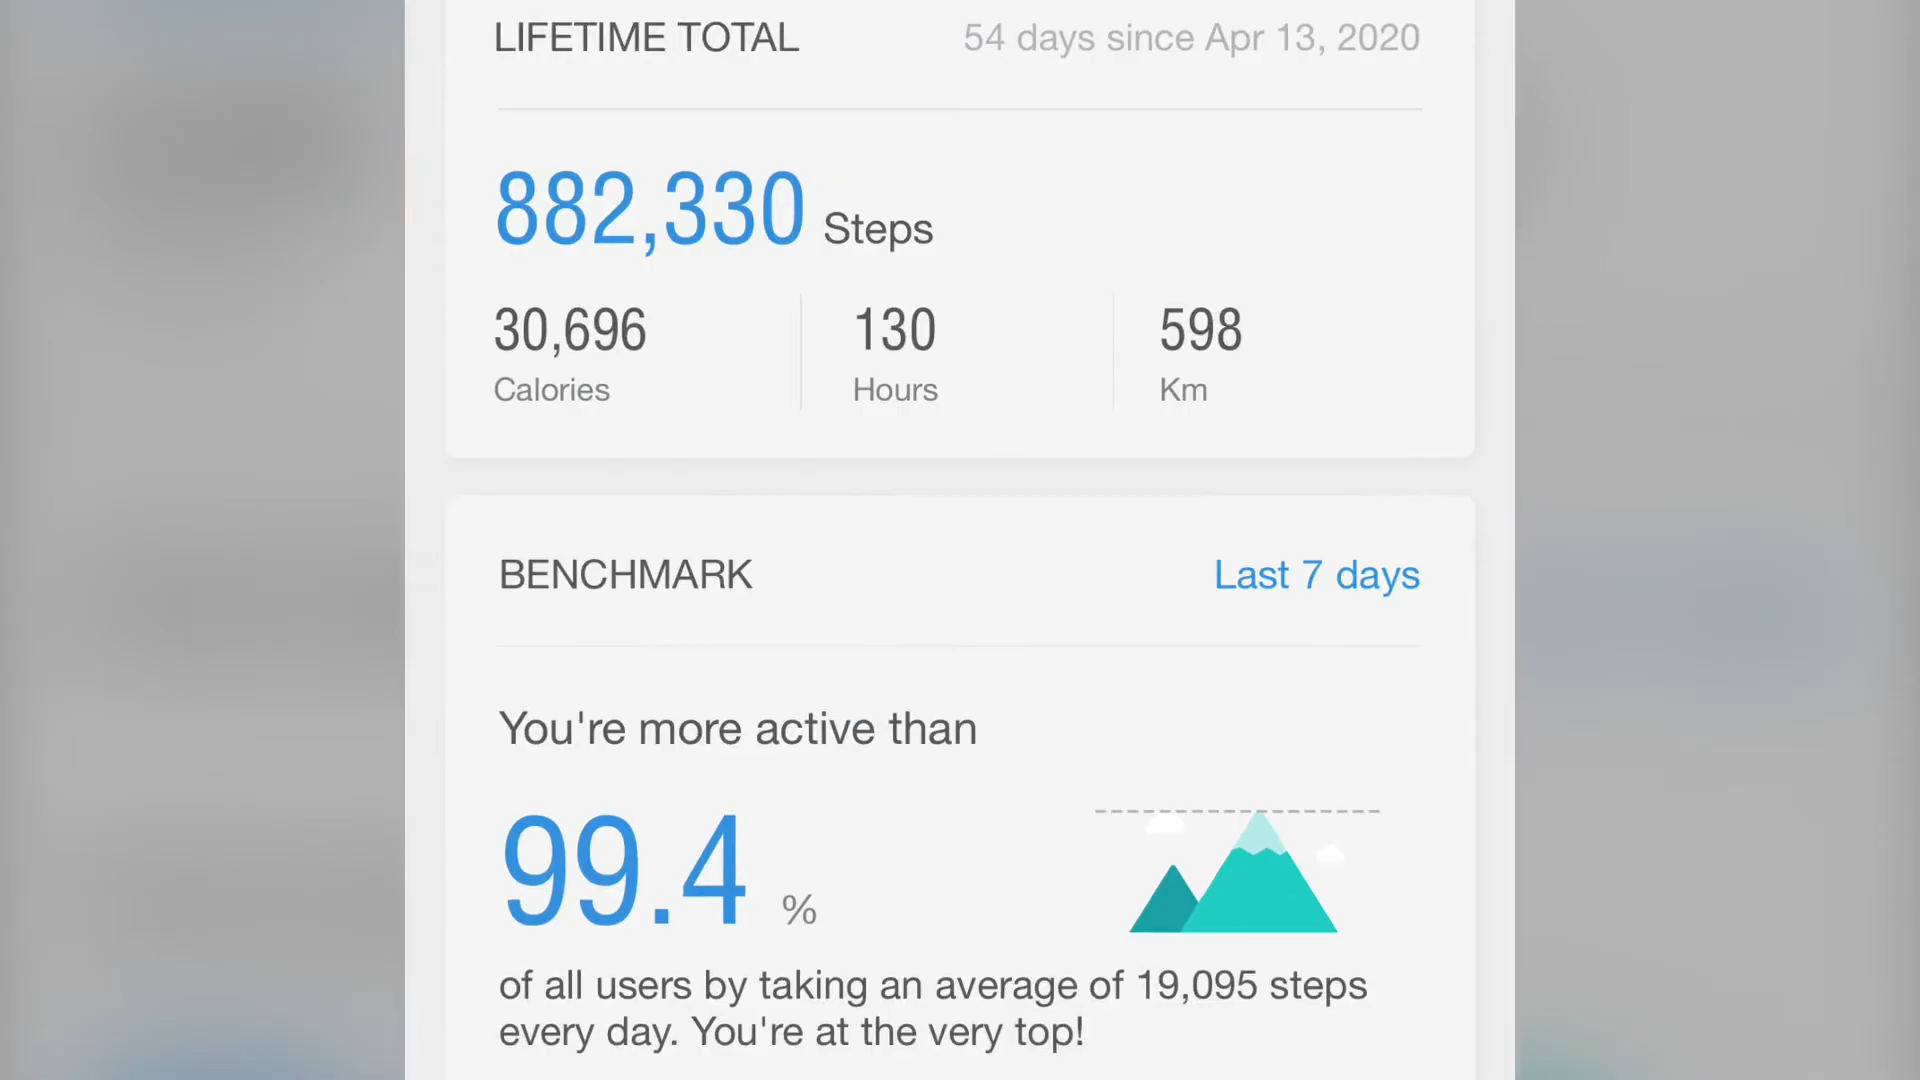 LIFETIME TOTAL 54 days since Apr 13, 2020
882,330 Steps
30,696 130 598
Calories Hours Km
BENCHMARK Last 7 days
You're more active than
99.4 %
of all users by taking an average of 19,095 steps
every day. You're at the very top!